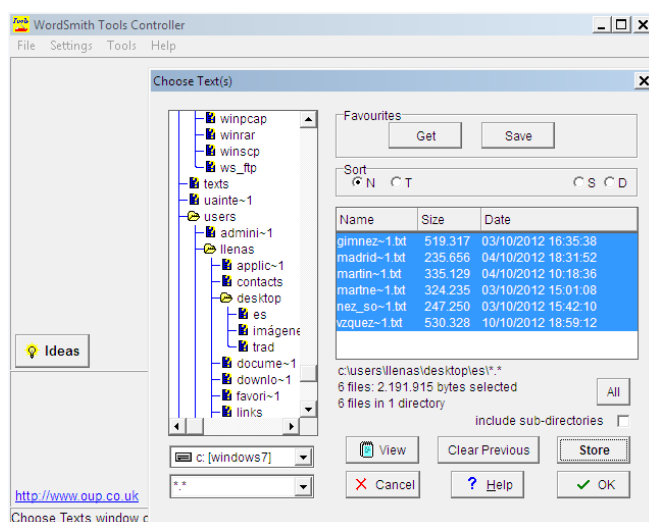 WordSmith Tools Controller
File Settings Tools Help
Choose Text(s)
winpcap
winrar
winscp
ws_ftp
texts
uainte~1
users
admini~1
llenas
applic~1
contacts
desktop
es
imágene
trad
docume~1
downlo~1
favori~1
links
c: [windows7]
*.*
Favourites
Get Save
Sort
N T S D
Name Size Date
gimnez~1.txt 519.317 03/10/2012 16:35:38
madrid~1.txt 235.656 04/10/2012 18:31:52
martin~1.txt 335.129 04/10/2012 10:18:36
martne~1.txt 324.235 03/10/2012 15:01:08
nez_so~1.txt 247.250 03/10/2012 15:42:10
vzquez~1.txt 530.328 10/10/2012 18:59:12
c:\users\llenas\desktop\es\*.*
6 files: 2.191.915 bytes selected
6 files in 1 directory
All
include sub-directories
View Clear Previous Store
Cancel ? Help OK
Ideas
http://www.oup.co.uk
Choose Texts window